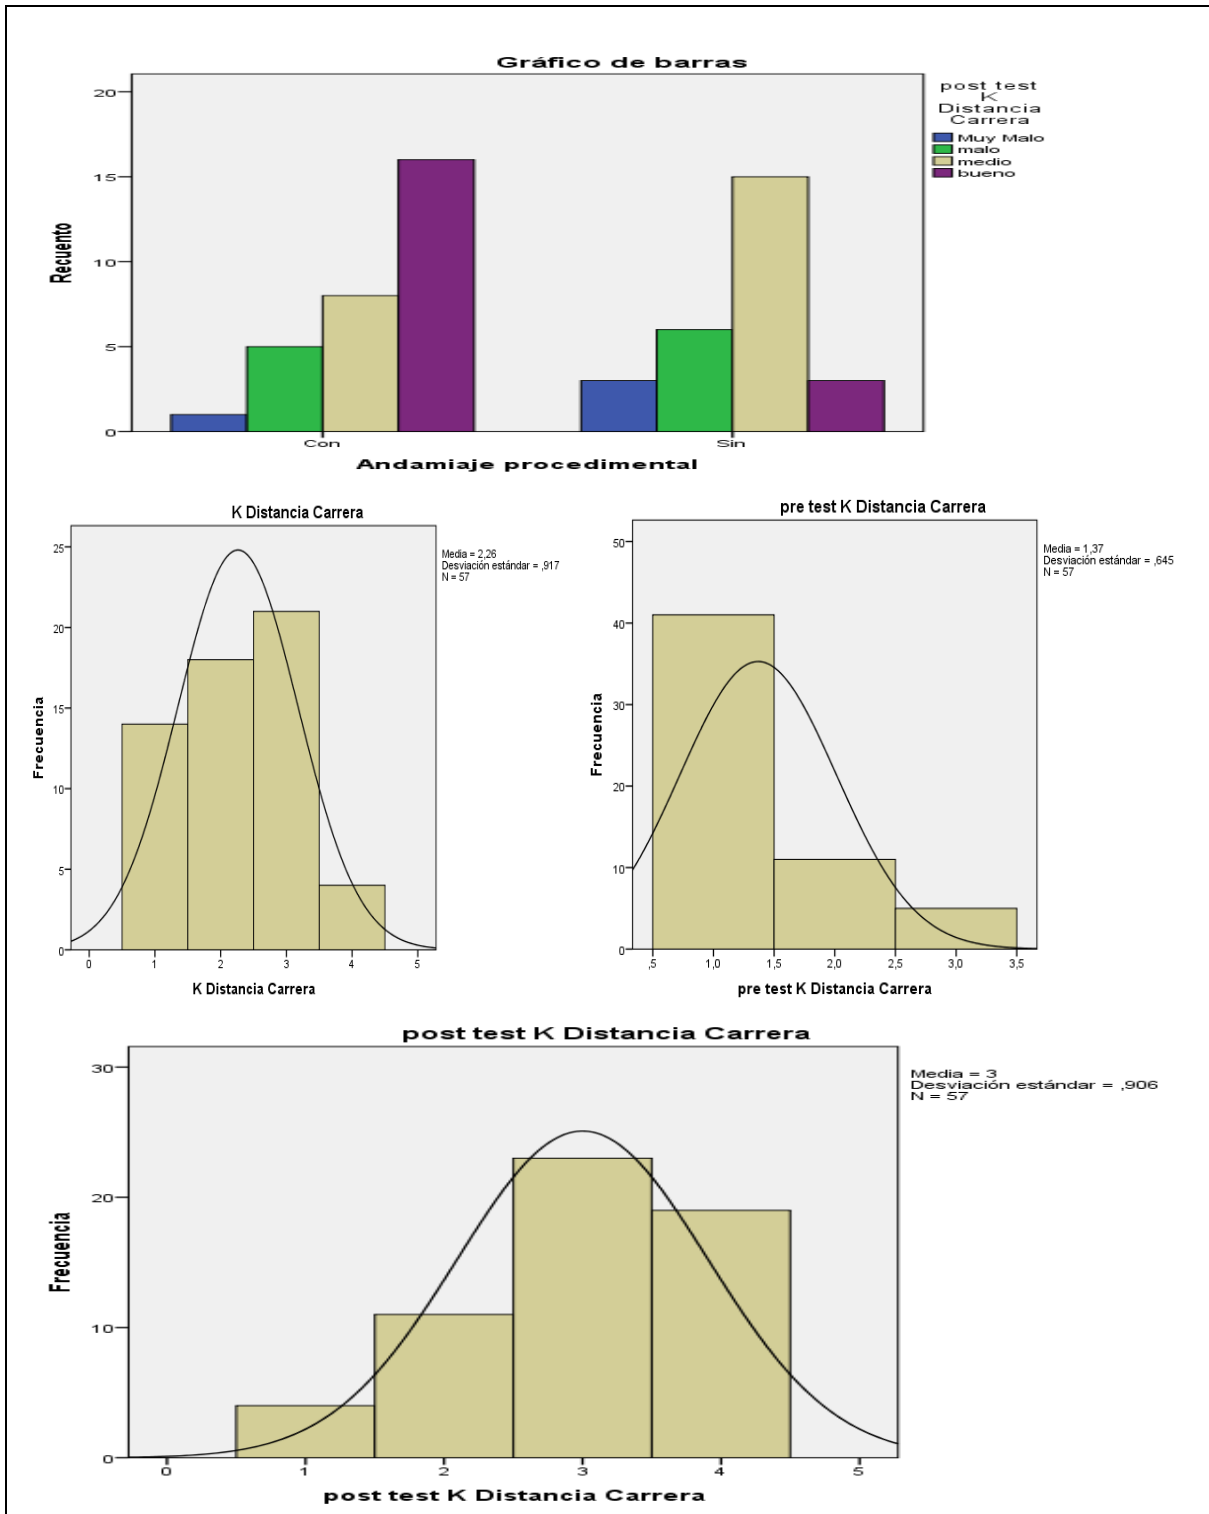 Gráfico de barras
post test
K
Distancia
Carrera
Muy Malo
malo
medio
bueno
20
15
10
5
0
Recuento
Con
Sin
Andamiaje procedimental
K Distancia Carrera
Media = 2,26
Desviación estándar = ,917
N = 57
25
20
15
10
5
0
Frecuencia
0 1 2 3 4 5
K Distancia Carrera
pre test K Distancia Carrera
Media = 1,37
Desviación estándar = ,645
N = 57
50
40
30
20
10
0
Frecuencia
,5 1,0 1,5 2,0 2,5 3,0 3,5
pre test K Distancia Carrera
post test K Distancia Carrera
Media = 3
Desviación estándar = ,906
N = 57
30
20
10
0
Frecuencia
0 1 2 3 4 5
post test K Distancia Carrera